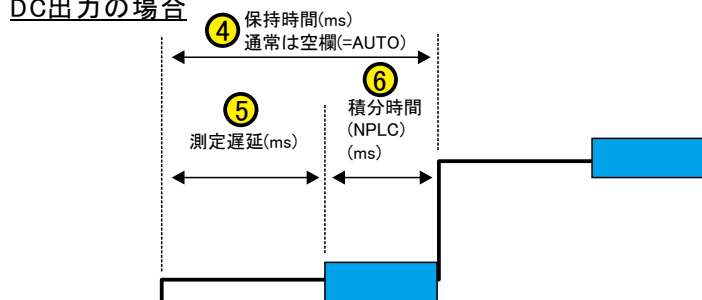 DC出力の場合
④ 保持時間(ms)
通常は空欄(=AUTO)
⑥
積分時間
(NPLC)
(ms)
⑤
測定遅延(ms)